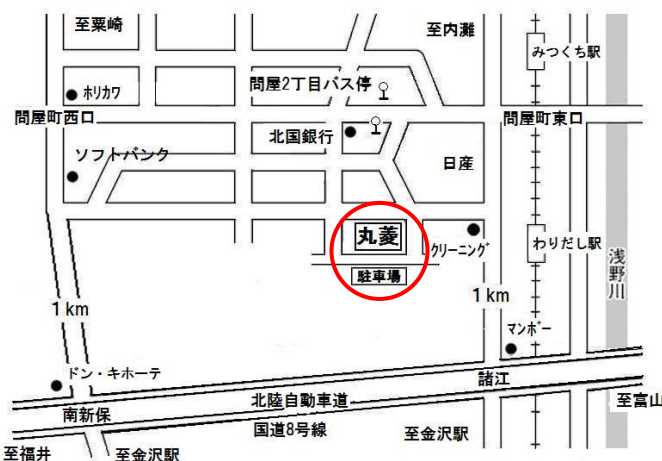 至粟崎
至内灘
みつくち駅
問屋2丁目バス停
ホリカワ
問屋町西口
問屋町東口
北国銀行
ソフトバンク
日産
丸菱
クリーニング
わりだし駅
浅野川
駐車場
1km
1km
マンボー
ドン・キホーテ
諸江
北陸自動車道
至富山
南新保
国道8号線
至金沢駅
至福井
至金沢駅